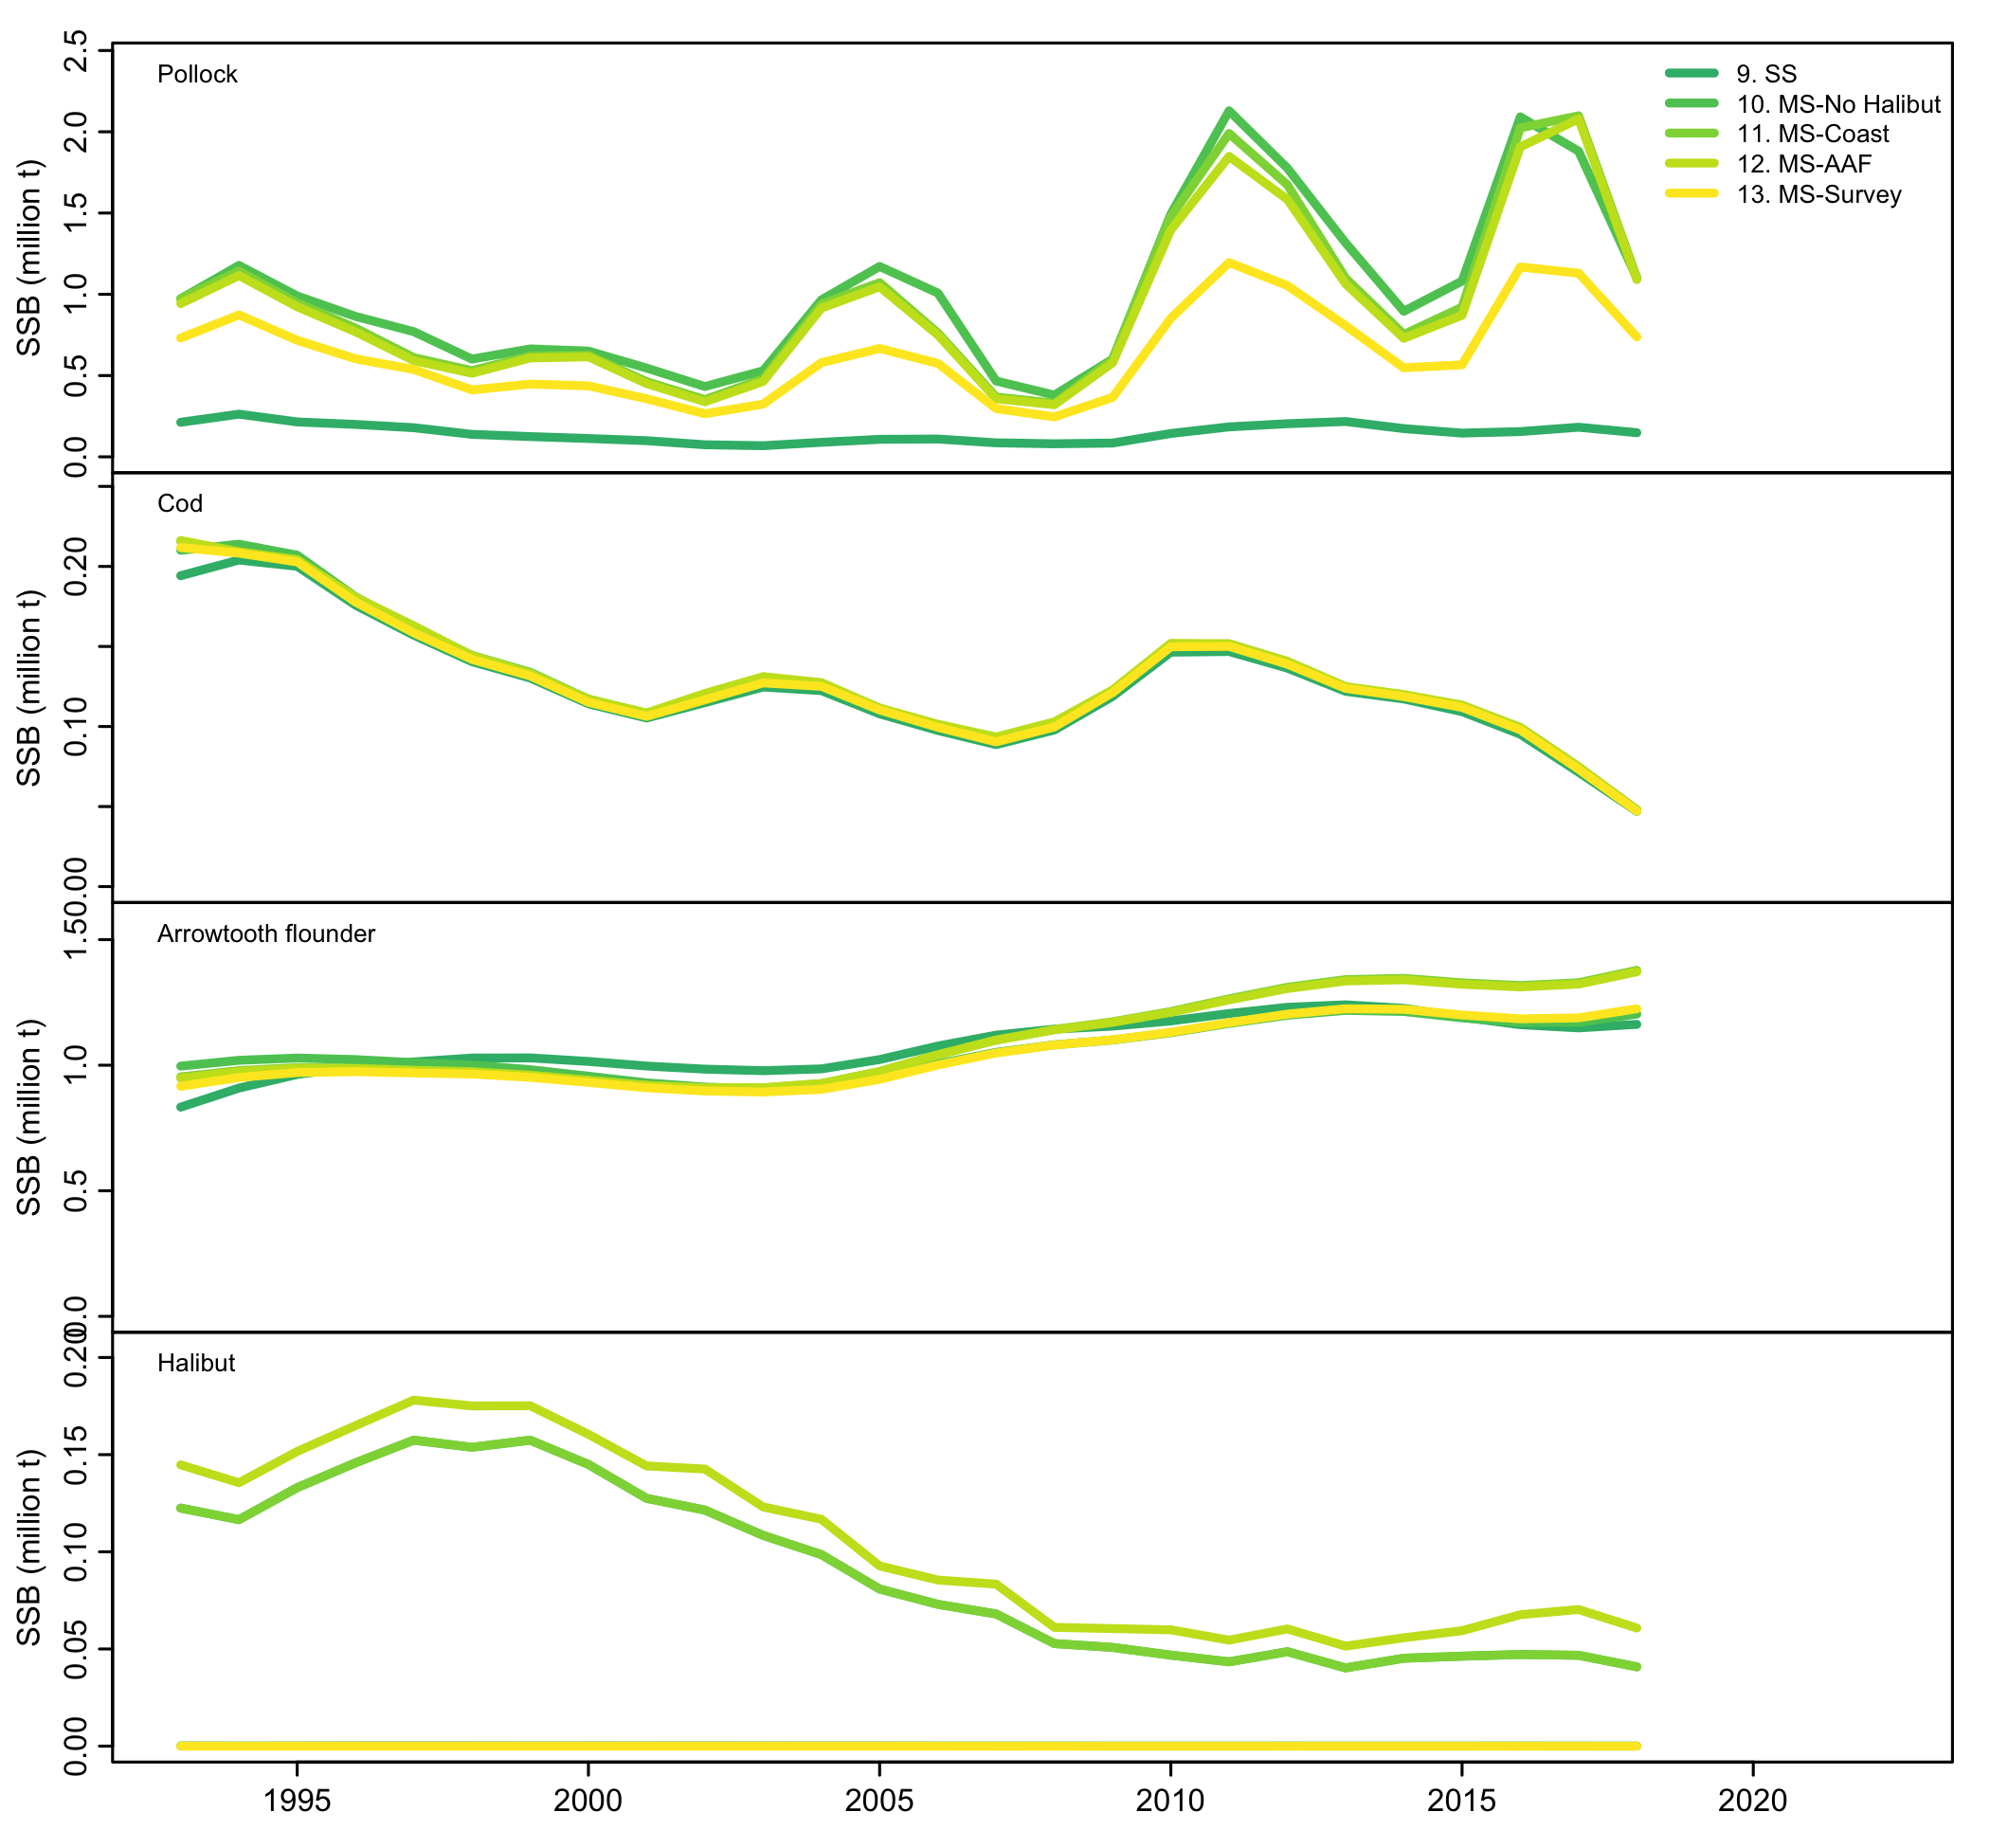 Pollock
9. SS
10. MS-No Halibut
11. MS-Coast
12. MS-AAF
13. MS-Survey
SSB (million t)
2.5
2.0
1.5
1.0
0.5
0.0
Cod
SSB (million t)
0.20
0.10
0.00
Arrowtooth flounder
SSB (million t)
1.5
1.0
0.5
0.0
Halibut
SSB (million t)
0.20
0.15
0.10
0.05
0.00
1995 2000 2005 2010 2015 2020